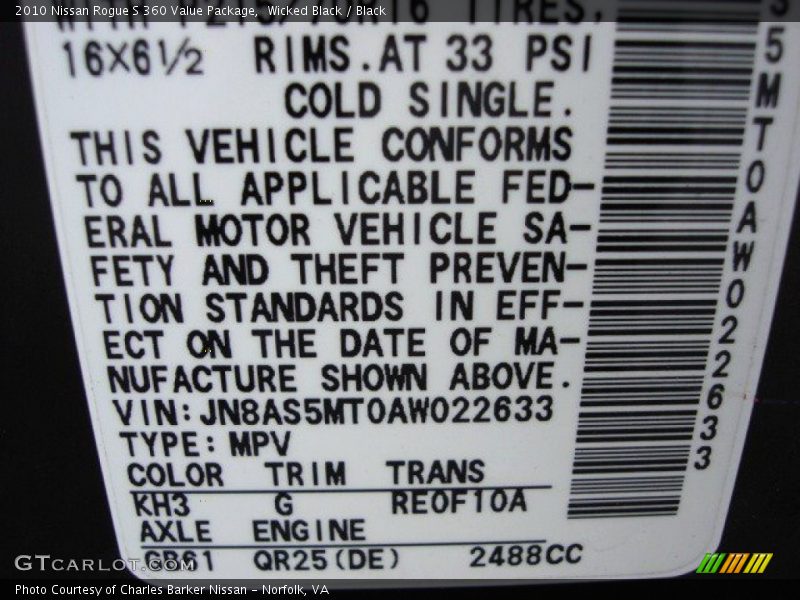 2010 Nissan Rogue S 360 Value Package, Wicked Black / Black
TIRES,
16X6½ RIMS.AT 33 PSI
COLD SINGLE.
THIS VEHICLE CONFORMS
TO ALL APPLICABLE FED-
ERAL MOTOR VEHICLE SA-
FETY AND THEFT PREVEN-
TION STANDARDS IN EFF-
ECT ON THE DATE OF MA-
NUFACTURE SHOWN ABOVE.
VIN:JN8AS5MT0AW022633
TYPE:MPV
COLOR TRIM TRANS
KH3 G RE0F10A
AXLE ENGINE
GB61 QR25(DE) 2488CC
S5MT0AW022633
GTCARLOT.COM
Photo Courtesy of Charles Barker Nissan - Norfolk, VA